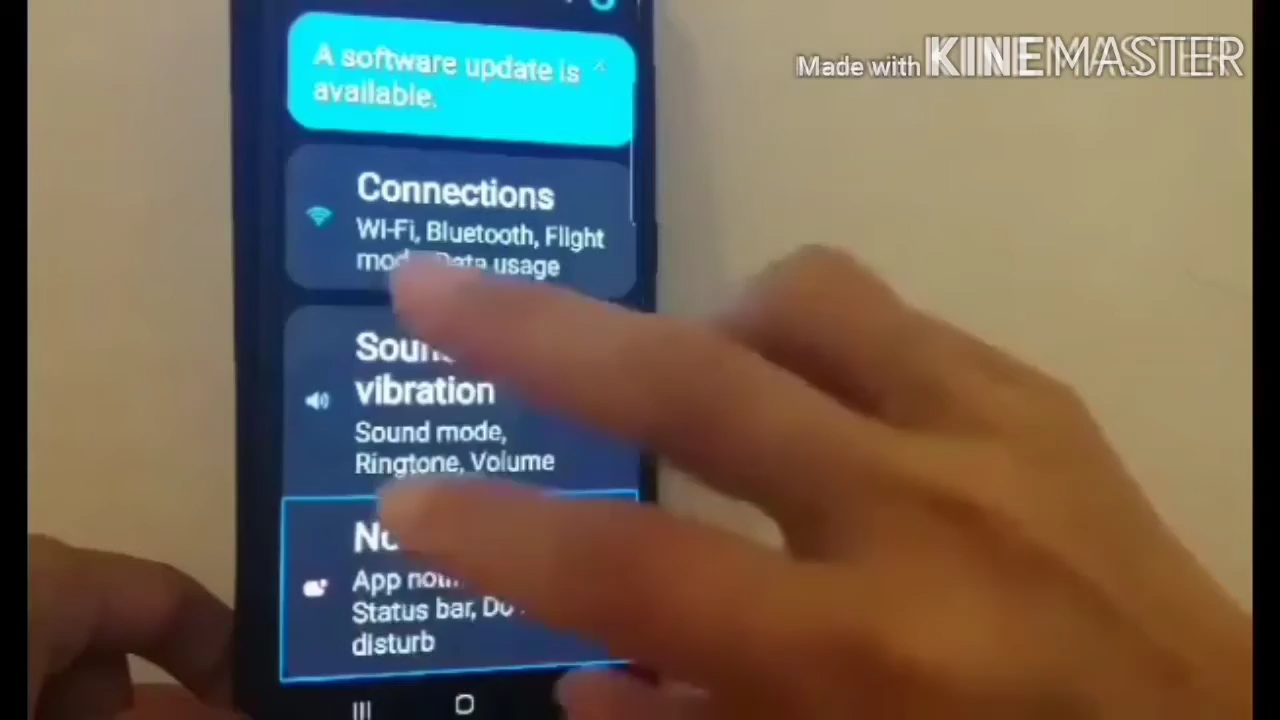 Made with KINEMASTER
A software update is
available.
Connections
Wi-Fi, Bluetooth, Flight
Data usage
vibration
Sound mode,
Ringtone, Volume
App
Status bar,
disturb